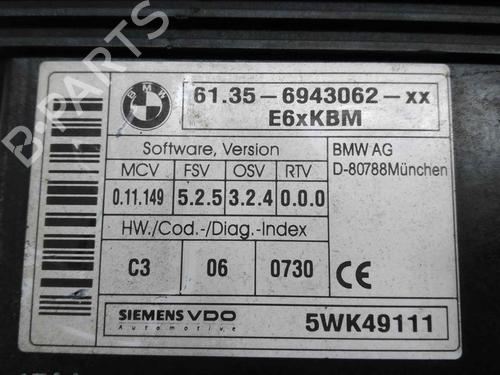 BMW
61.35 - 6943062 - xx
E6xKBM
Software, Version
BMW AG
D-80788München
MCV FSV OSV RTV
0.11.149 5.2.5 3.2.4 0.0.0
HW./Cod.-/Diag.-Index
C3 06 0730 CE
SIEMENS VDO
Automotive
5WK49111